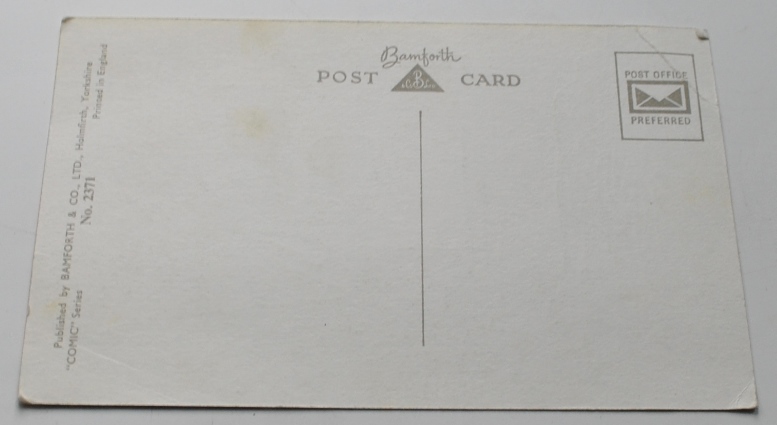 Bamforth
POST CARD
POST OFFICE
PREFERRED
Published by BAMFORTH & CO., LTD., Holmfirth, Yorkshire
"COMIC" Series
No. 2371
Printed in England